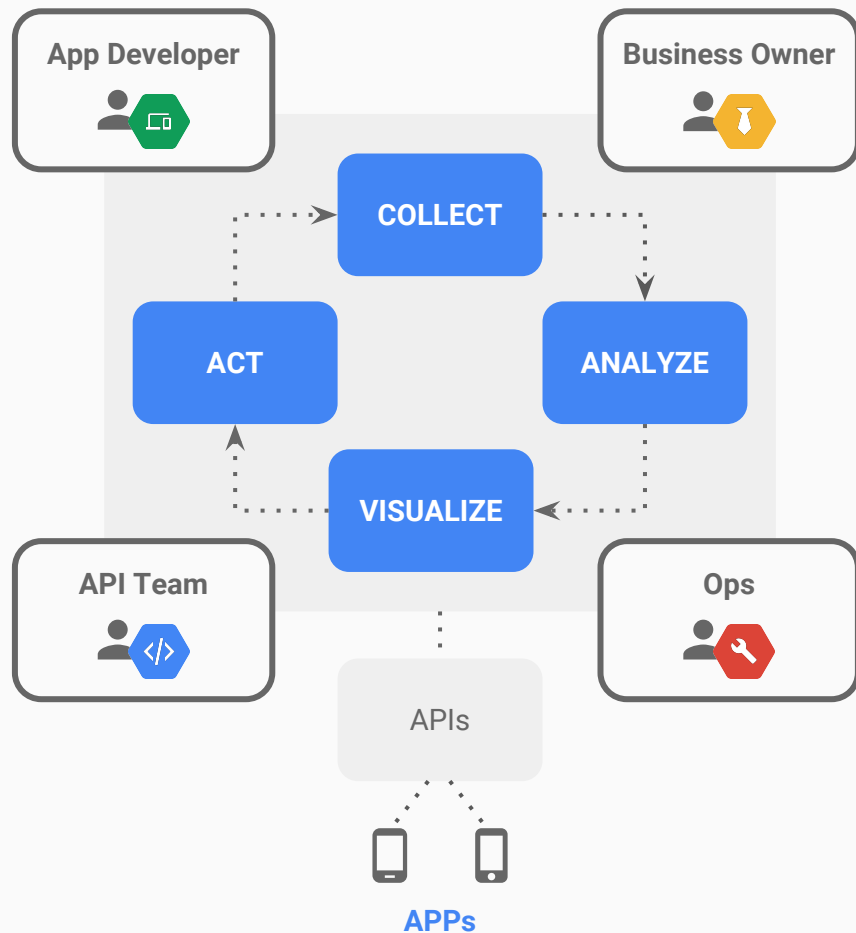 App Developer
Business Owner
COLLECT
ACT
ANALYZE
VISUALIZE
API Team
Ops
APIs
APPs